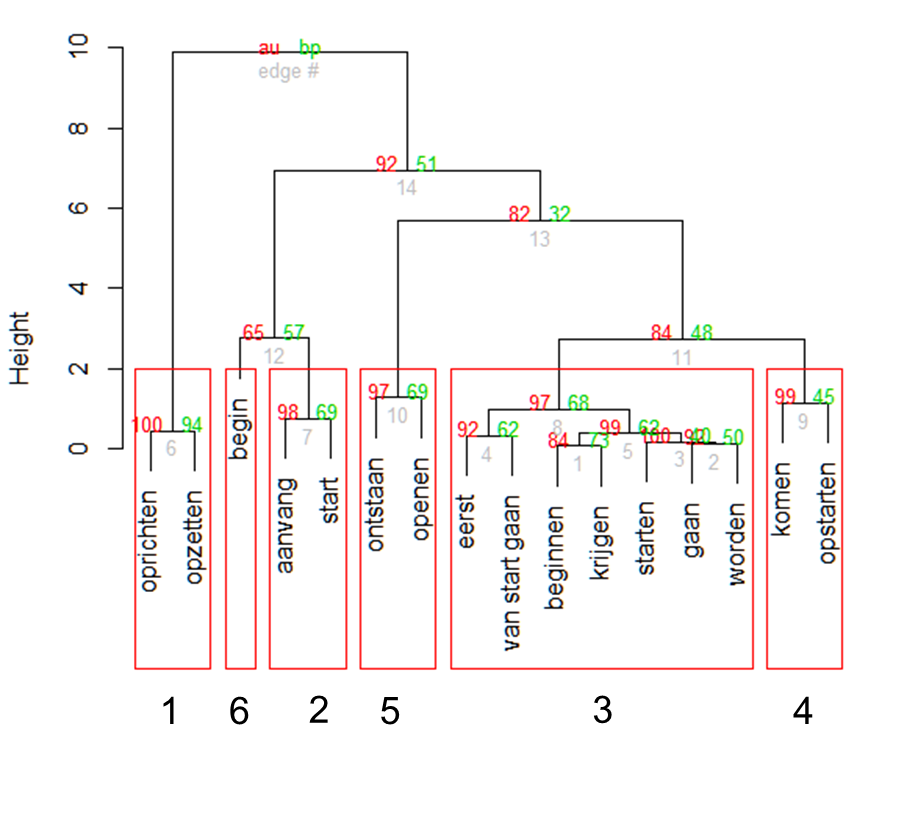 10
8
6
4
2
0
Height
au bp
edge #
92 51
14
82 32
13
65 57
12
84 48
11
97 69
10
99 45
9
97 68
8
98 69
7
100 94
6
92 62
4
84 73
1
99 62
5
100
3
50
2
oprichten
opzetten
begin
aanvang
start
ontstaan
openen
eerst
van start gaan
beginnen
krijgen
starten
gaan
worden
komen
opstarten
1 6 2 5 3 4